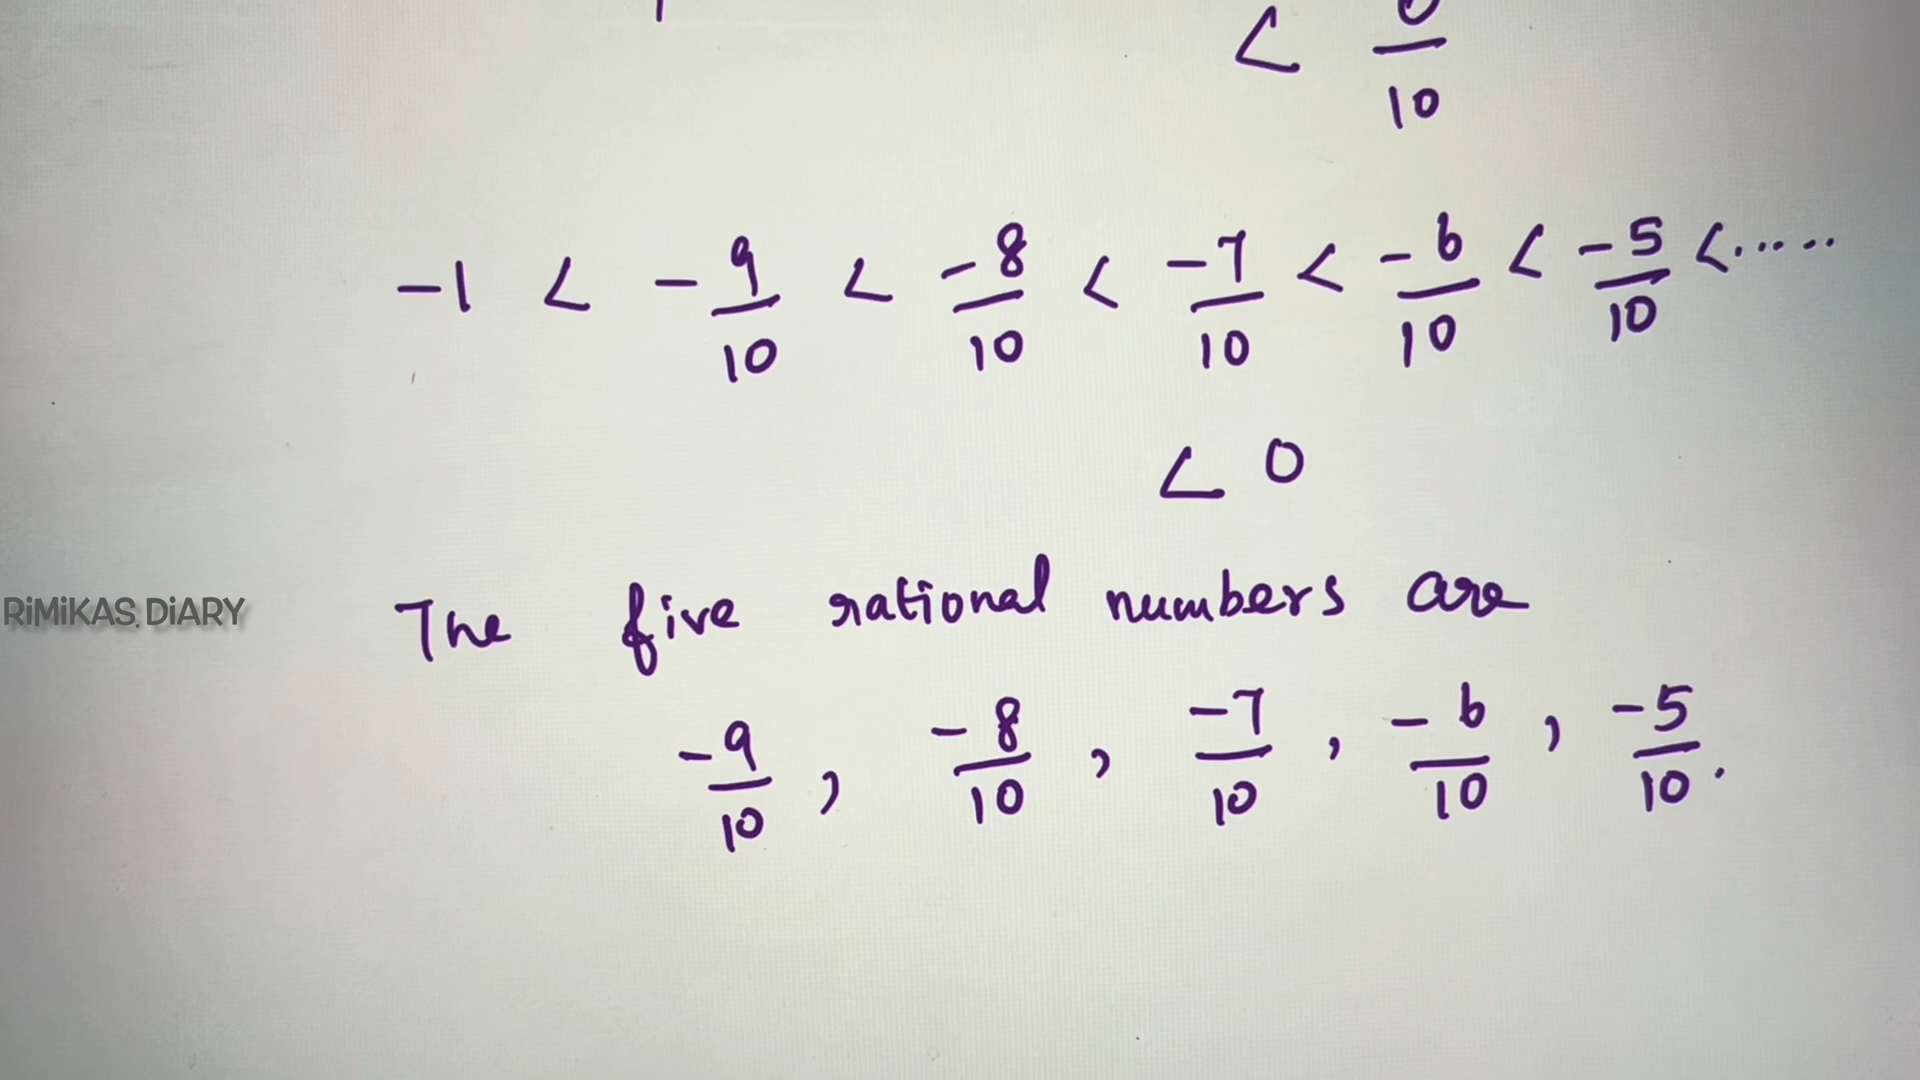 < 0/10
-1 < -9/10 < -8/10 < -7/10 < -6/10 < -5/10 <.....
< 0
RiMiKAS DiARY
The five rational numbers are
-9/10, -8/10, -7/10, -6/10, -5/10.